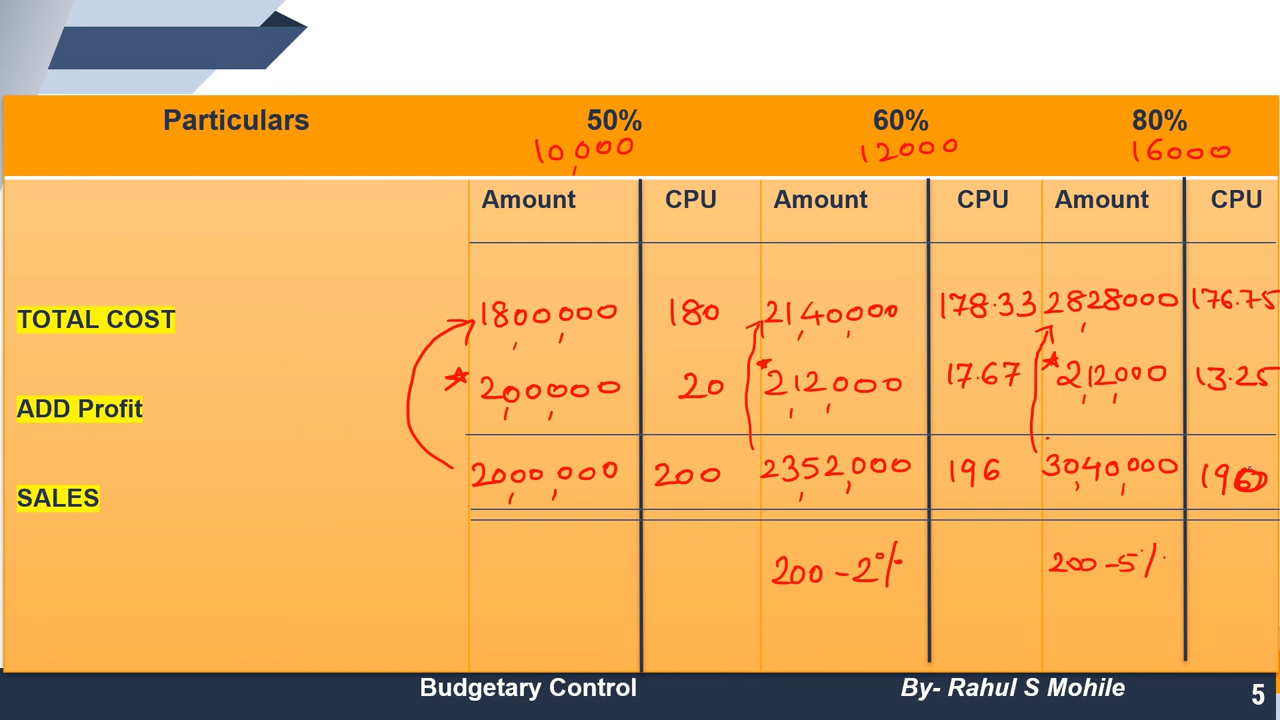 Particulars 50% 60% 80%
10,000 12000 16000
Amount CPU Amount CPU Amount CPU
TOTAL COST 1800000 180 2140000 178.33 2828000 176.75
ADD Profit 200000 20 212000 17.67 212000 13.25
SALES 2000000 200 2352000 196 3040000
200 - 2% 200 - 5%
Budgetary Control By- Rahul S Mohile 5